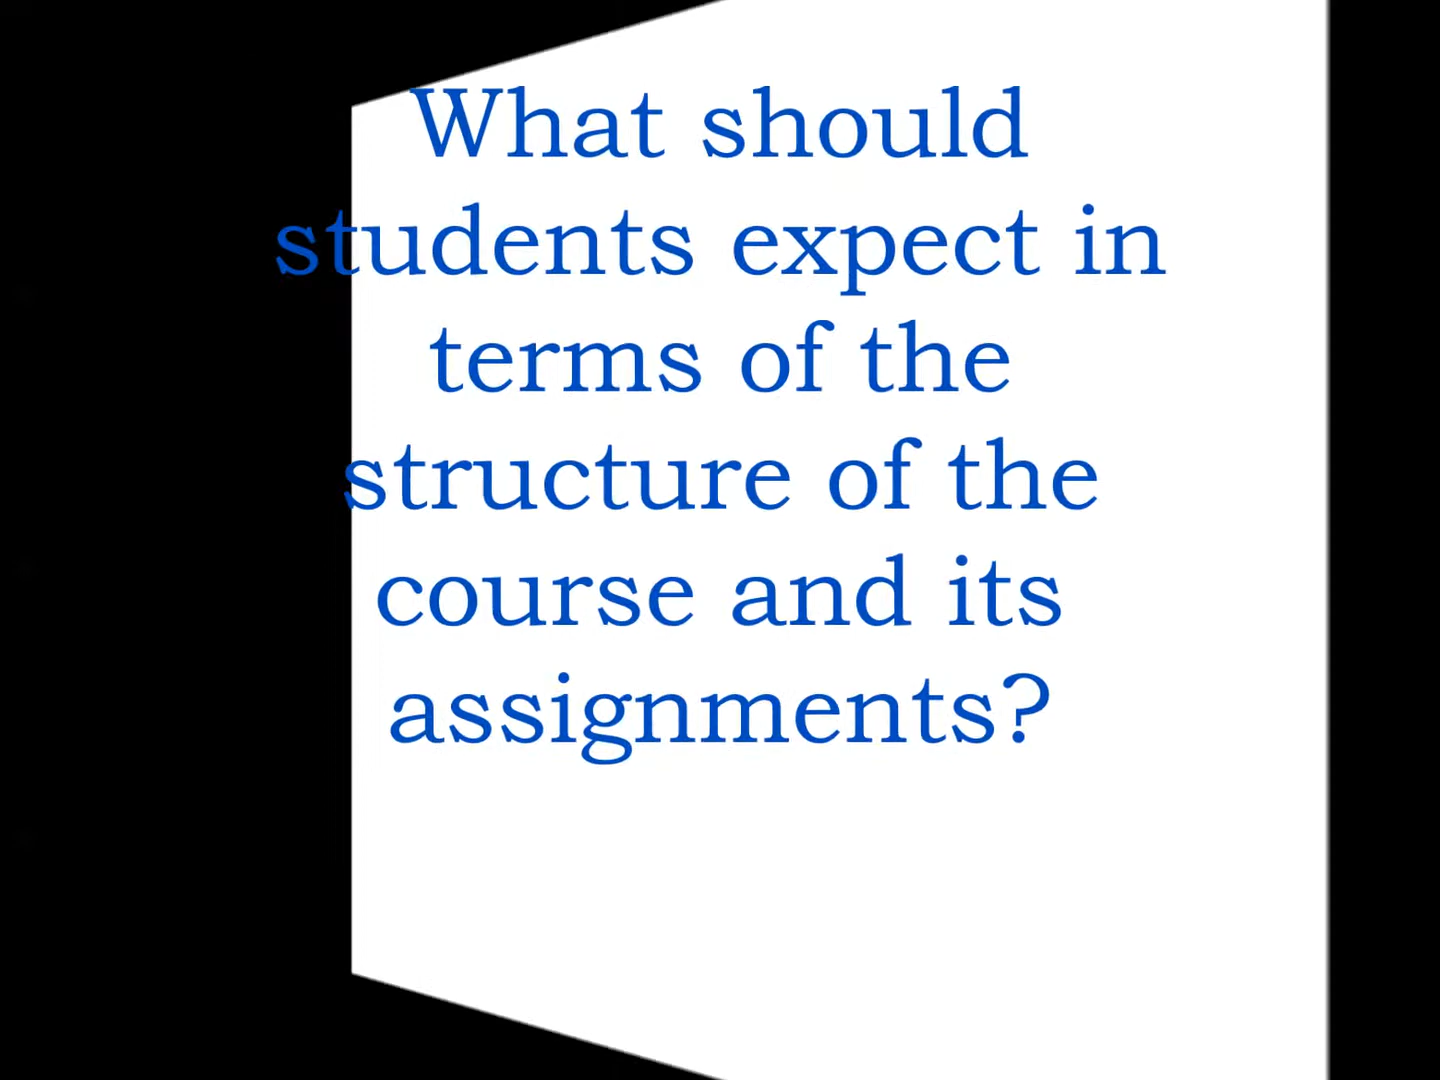 What should
students expect in
terms of the
structure of the
course and its
assignments?